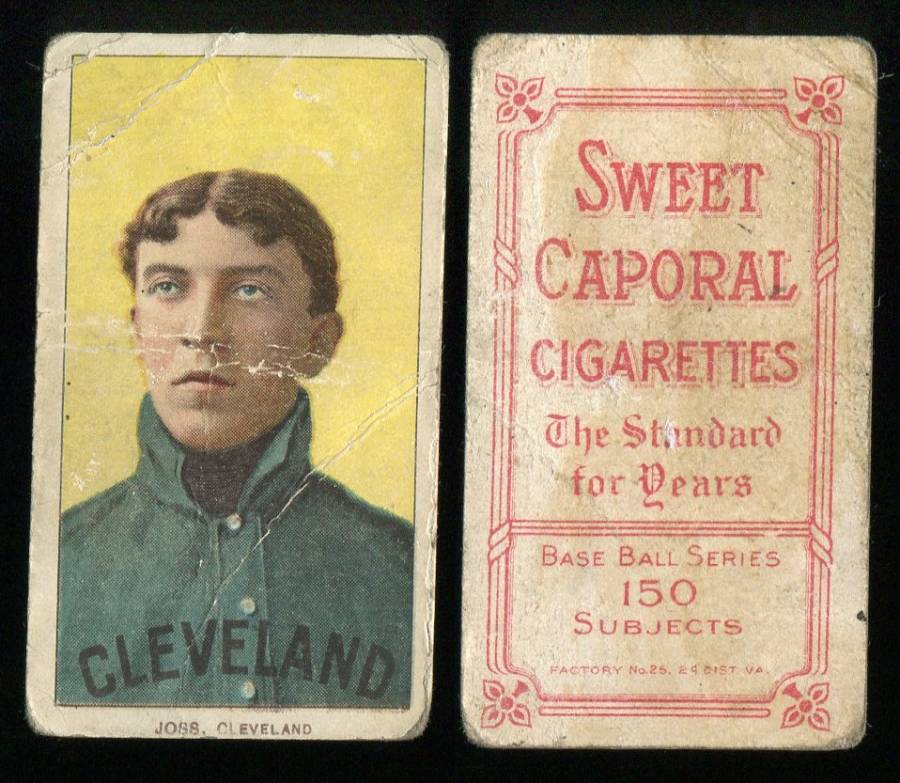 CLEVELAND
JOSS, CLEVELAND
SWEET
CAPORAL
CIGARETTES
The Standard
for Years
BASE BALL SERIES
150
SUBJECTS
FACTORY No. 25, 2d DIST. VA.